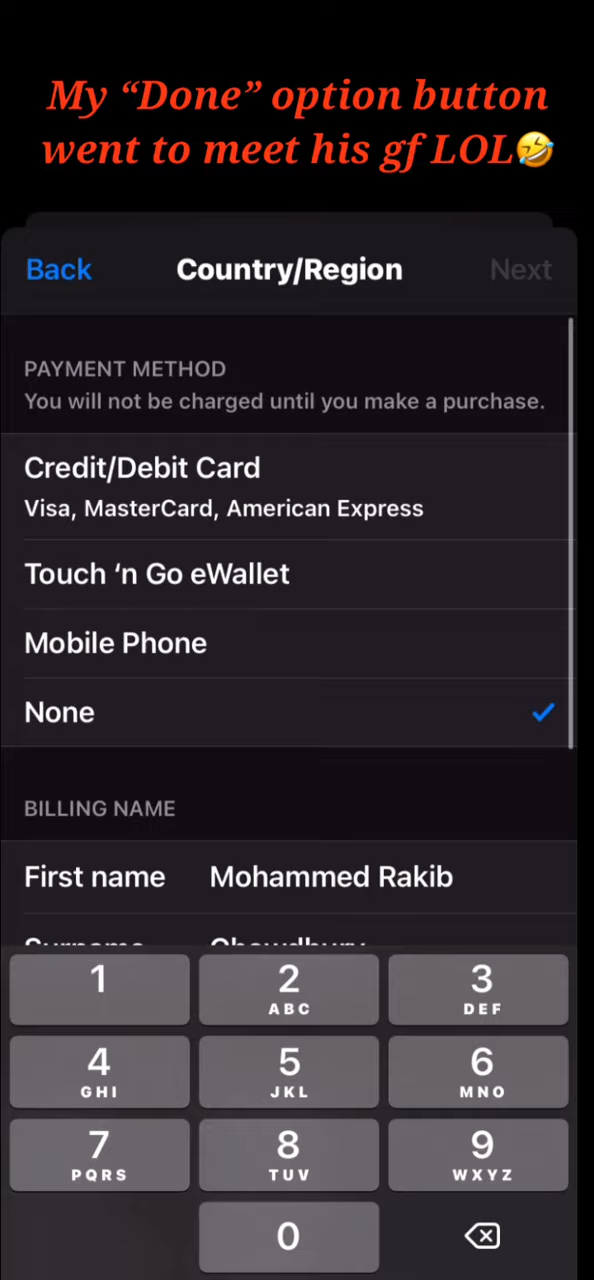 My “Done” option button
went to meet his gf LOL🤣
Back Country/Region Next
PAYMENT METHOD
You will not be charged until you make a purchase.
Credit/Debit Card
Visa, MasterCard, American Express
Touch ‘n Go eWallet
Mobile Phone
None
BILLING NAME
First name Mohammed Rakib
Surname Chowdhury
1 2 3
ABC DEF
4 5 6
GHI JKL MNO
7 8 9
PQRS TUV WXYZ
0